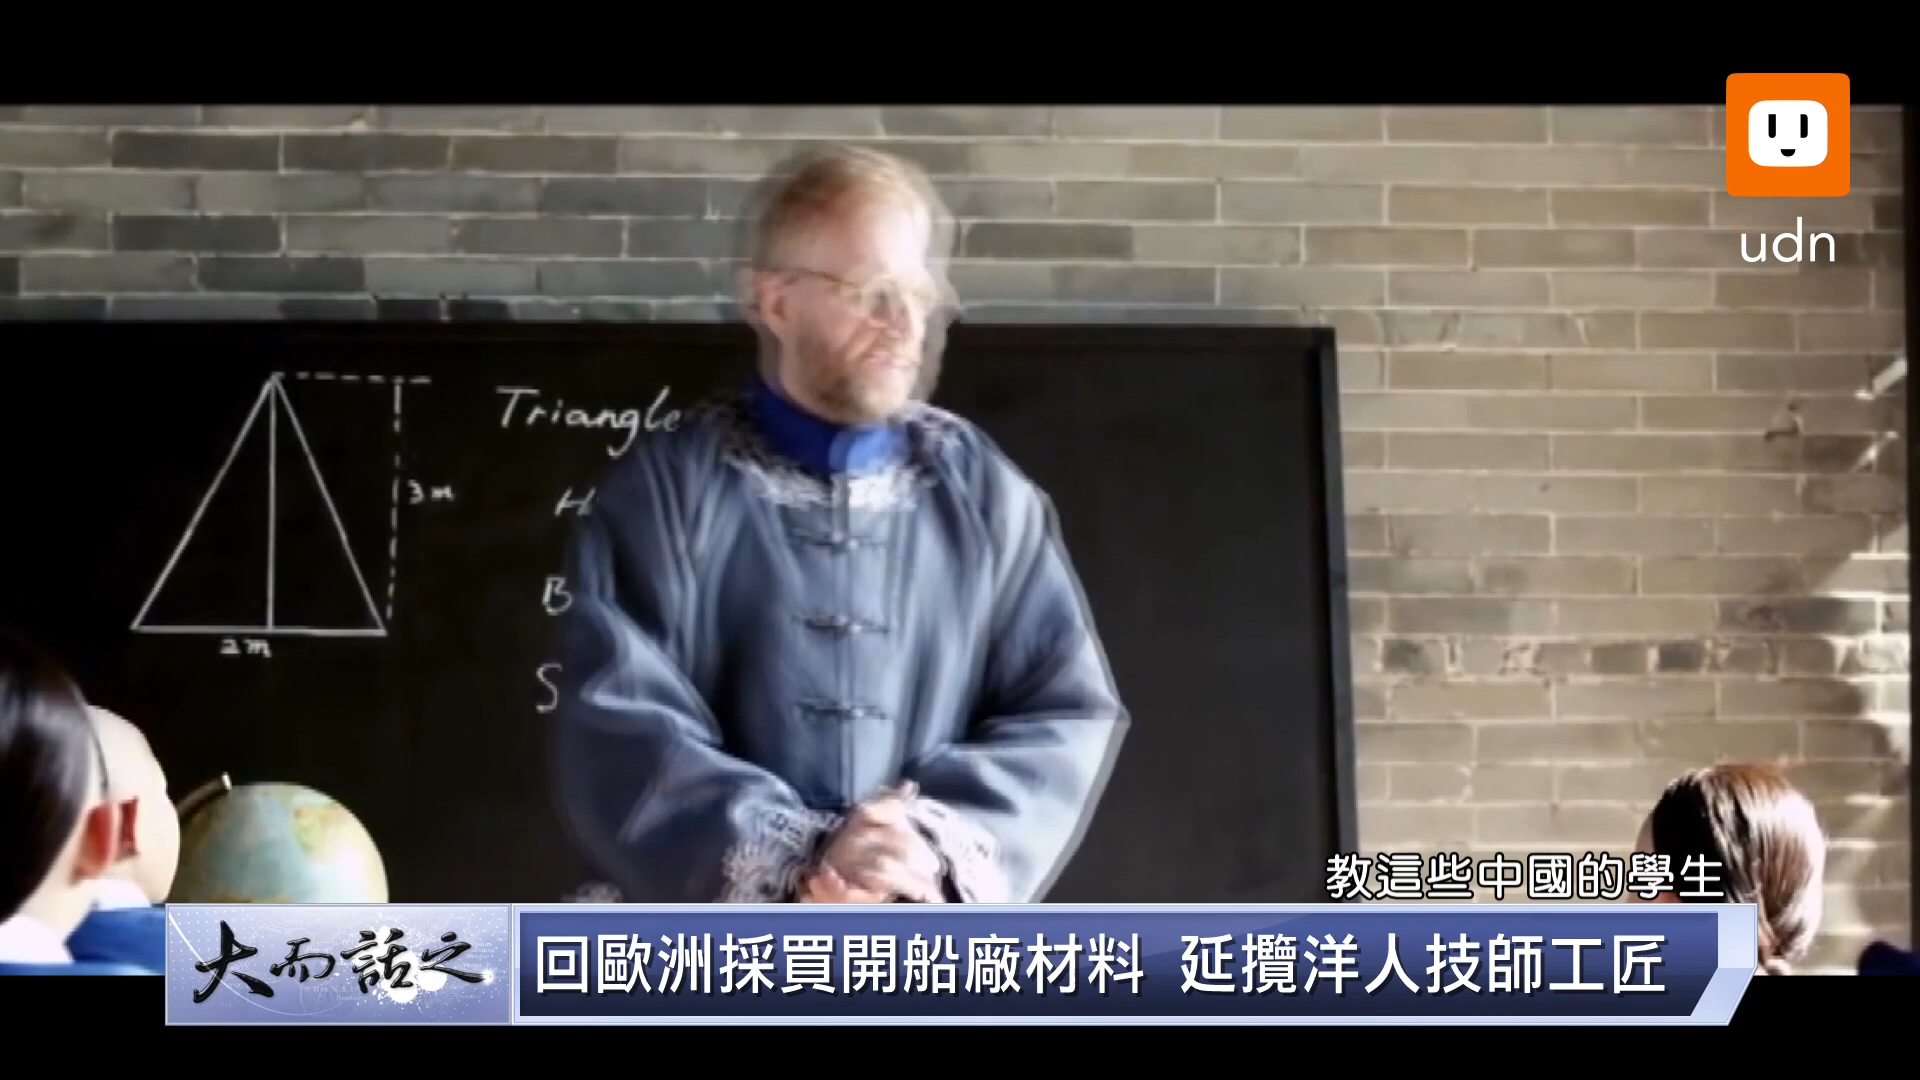 udn
Triangle
H
3m
B
2m
S
教這些中國的學生
大而話之
回歐洲採買開船廠材料 延攬洋人技師工匠